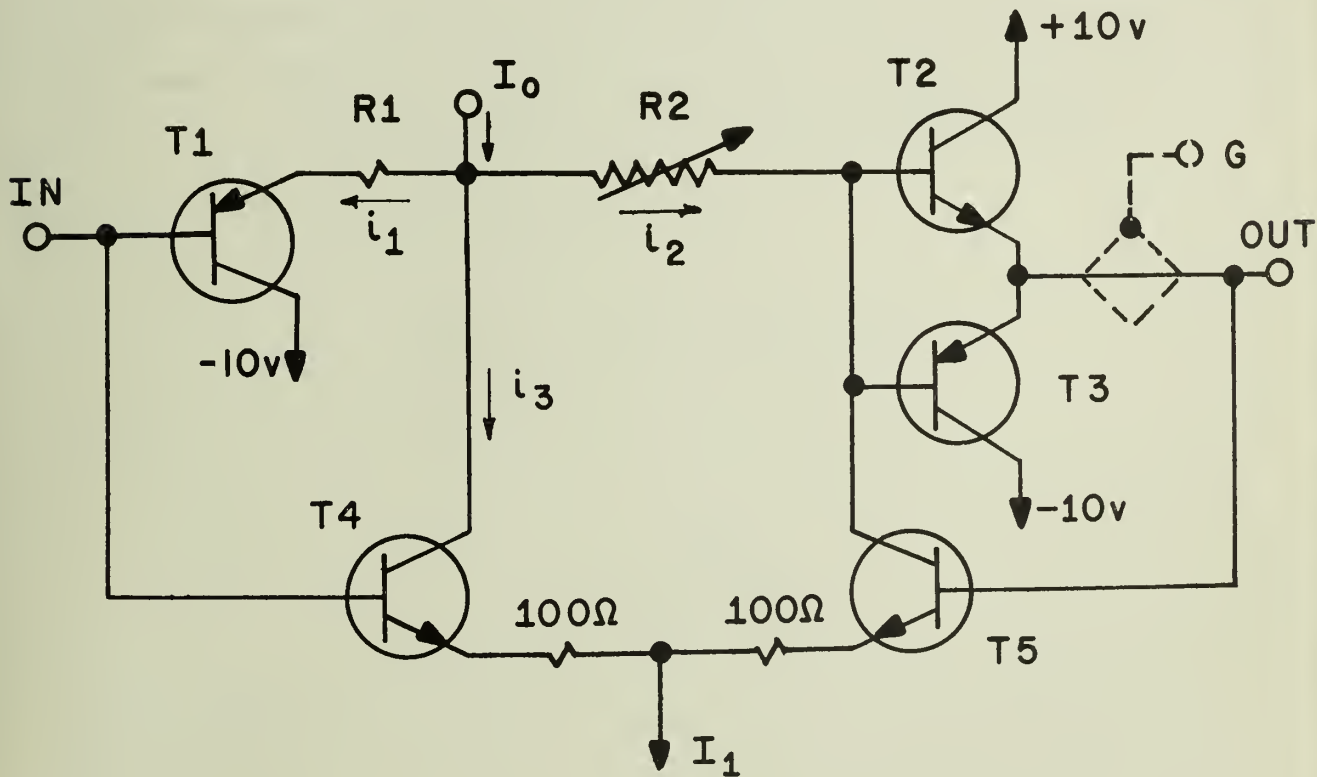 +10v
I₀
T2
R1
R2
T1
G
IN
i₁
i₂
OUT
-10v
i₃
T3
-10v
T4
100Ω
100Ω
T5
I₁